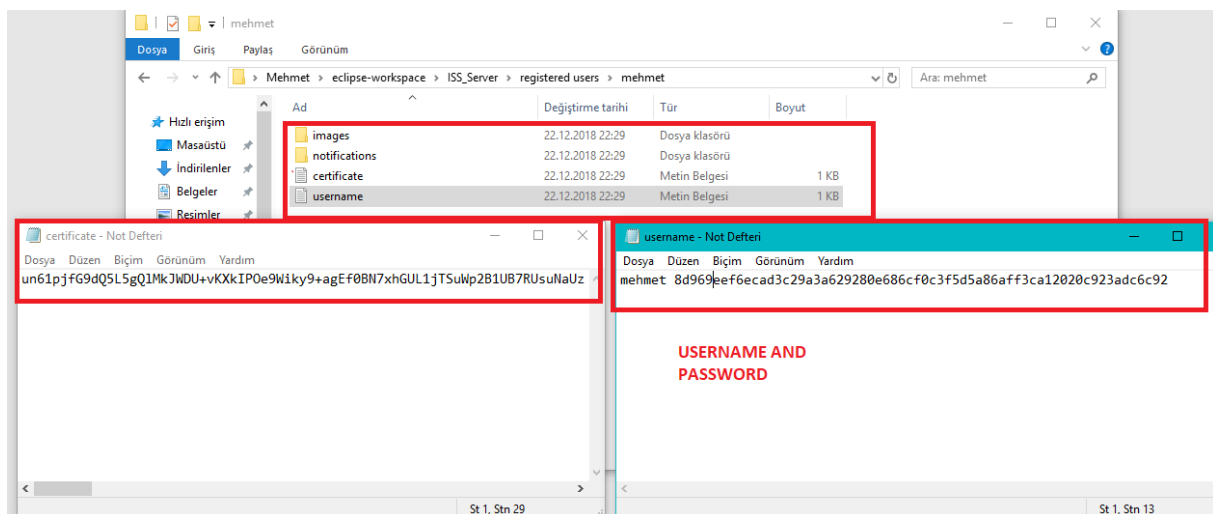 mehmet
Dosya Giriş Paylaş Görünüm
Mehmet > eclipse-workspace > ISS_Server > registered users > mehmet
Ara: mehmet
Ad Değiştirme tarihi Tür Boyut
Hızlı erişim
Masaüstü
İndirilenler
Belgeler
Resimler
images 22.12.2018 22:29 Dosya klasörü
notifications 22.12.2018 22:29 Dosya klasörü
certificate 22.12.2018 22:29 Metin Belgesi 1 KB
username 22.12.2018 22:29 Metin Belgesi 1 KB
certificate - Not Defteri
Dosya Düzen Biçim Görünüm Yardım
un61pjfG9dQ5L5gQlMkJWDU+vKXkIPOe9Wiky9+agEf0BN7xhGUL1jTSuWp2B1UB7RUsuNaUz
St 1, Stn 29
username - Not Defteri
Dosya Düzen Biçim Görünüm Yardım
mehmet 8d969eef6ecad3c29a3a629280e686cf0c3f5d5a86aff3ca12020c923adc6c92
USERNAME AND
PASSWORD
St 1, Stn 13